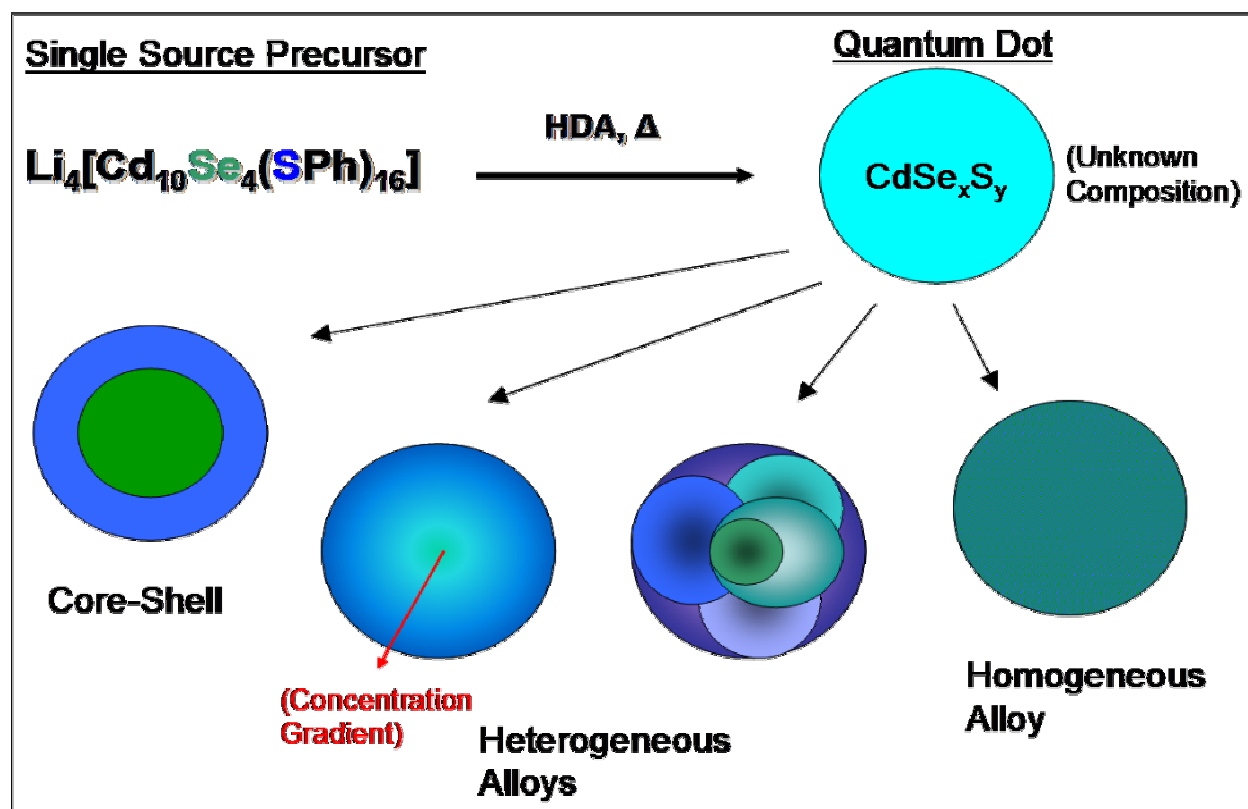 Single Source Precursor
Quantum Dot
HDA, Δ
Li₄[Cd₁₀Se₄(SPh)₁₆]
CdSeₓSᵧ
(Unknown
Composition)
Core-Shell
(Concentration
Gradient)
Heterogeneous
Alloys
Homogeneous
Alloy